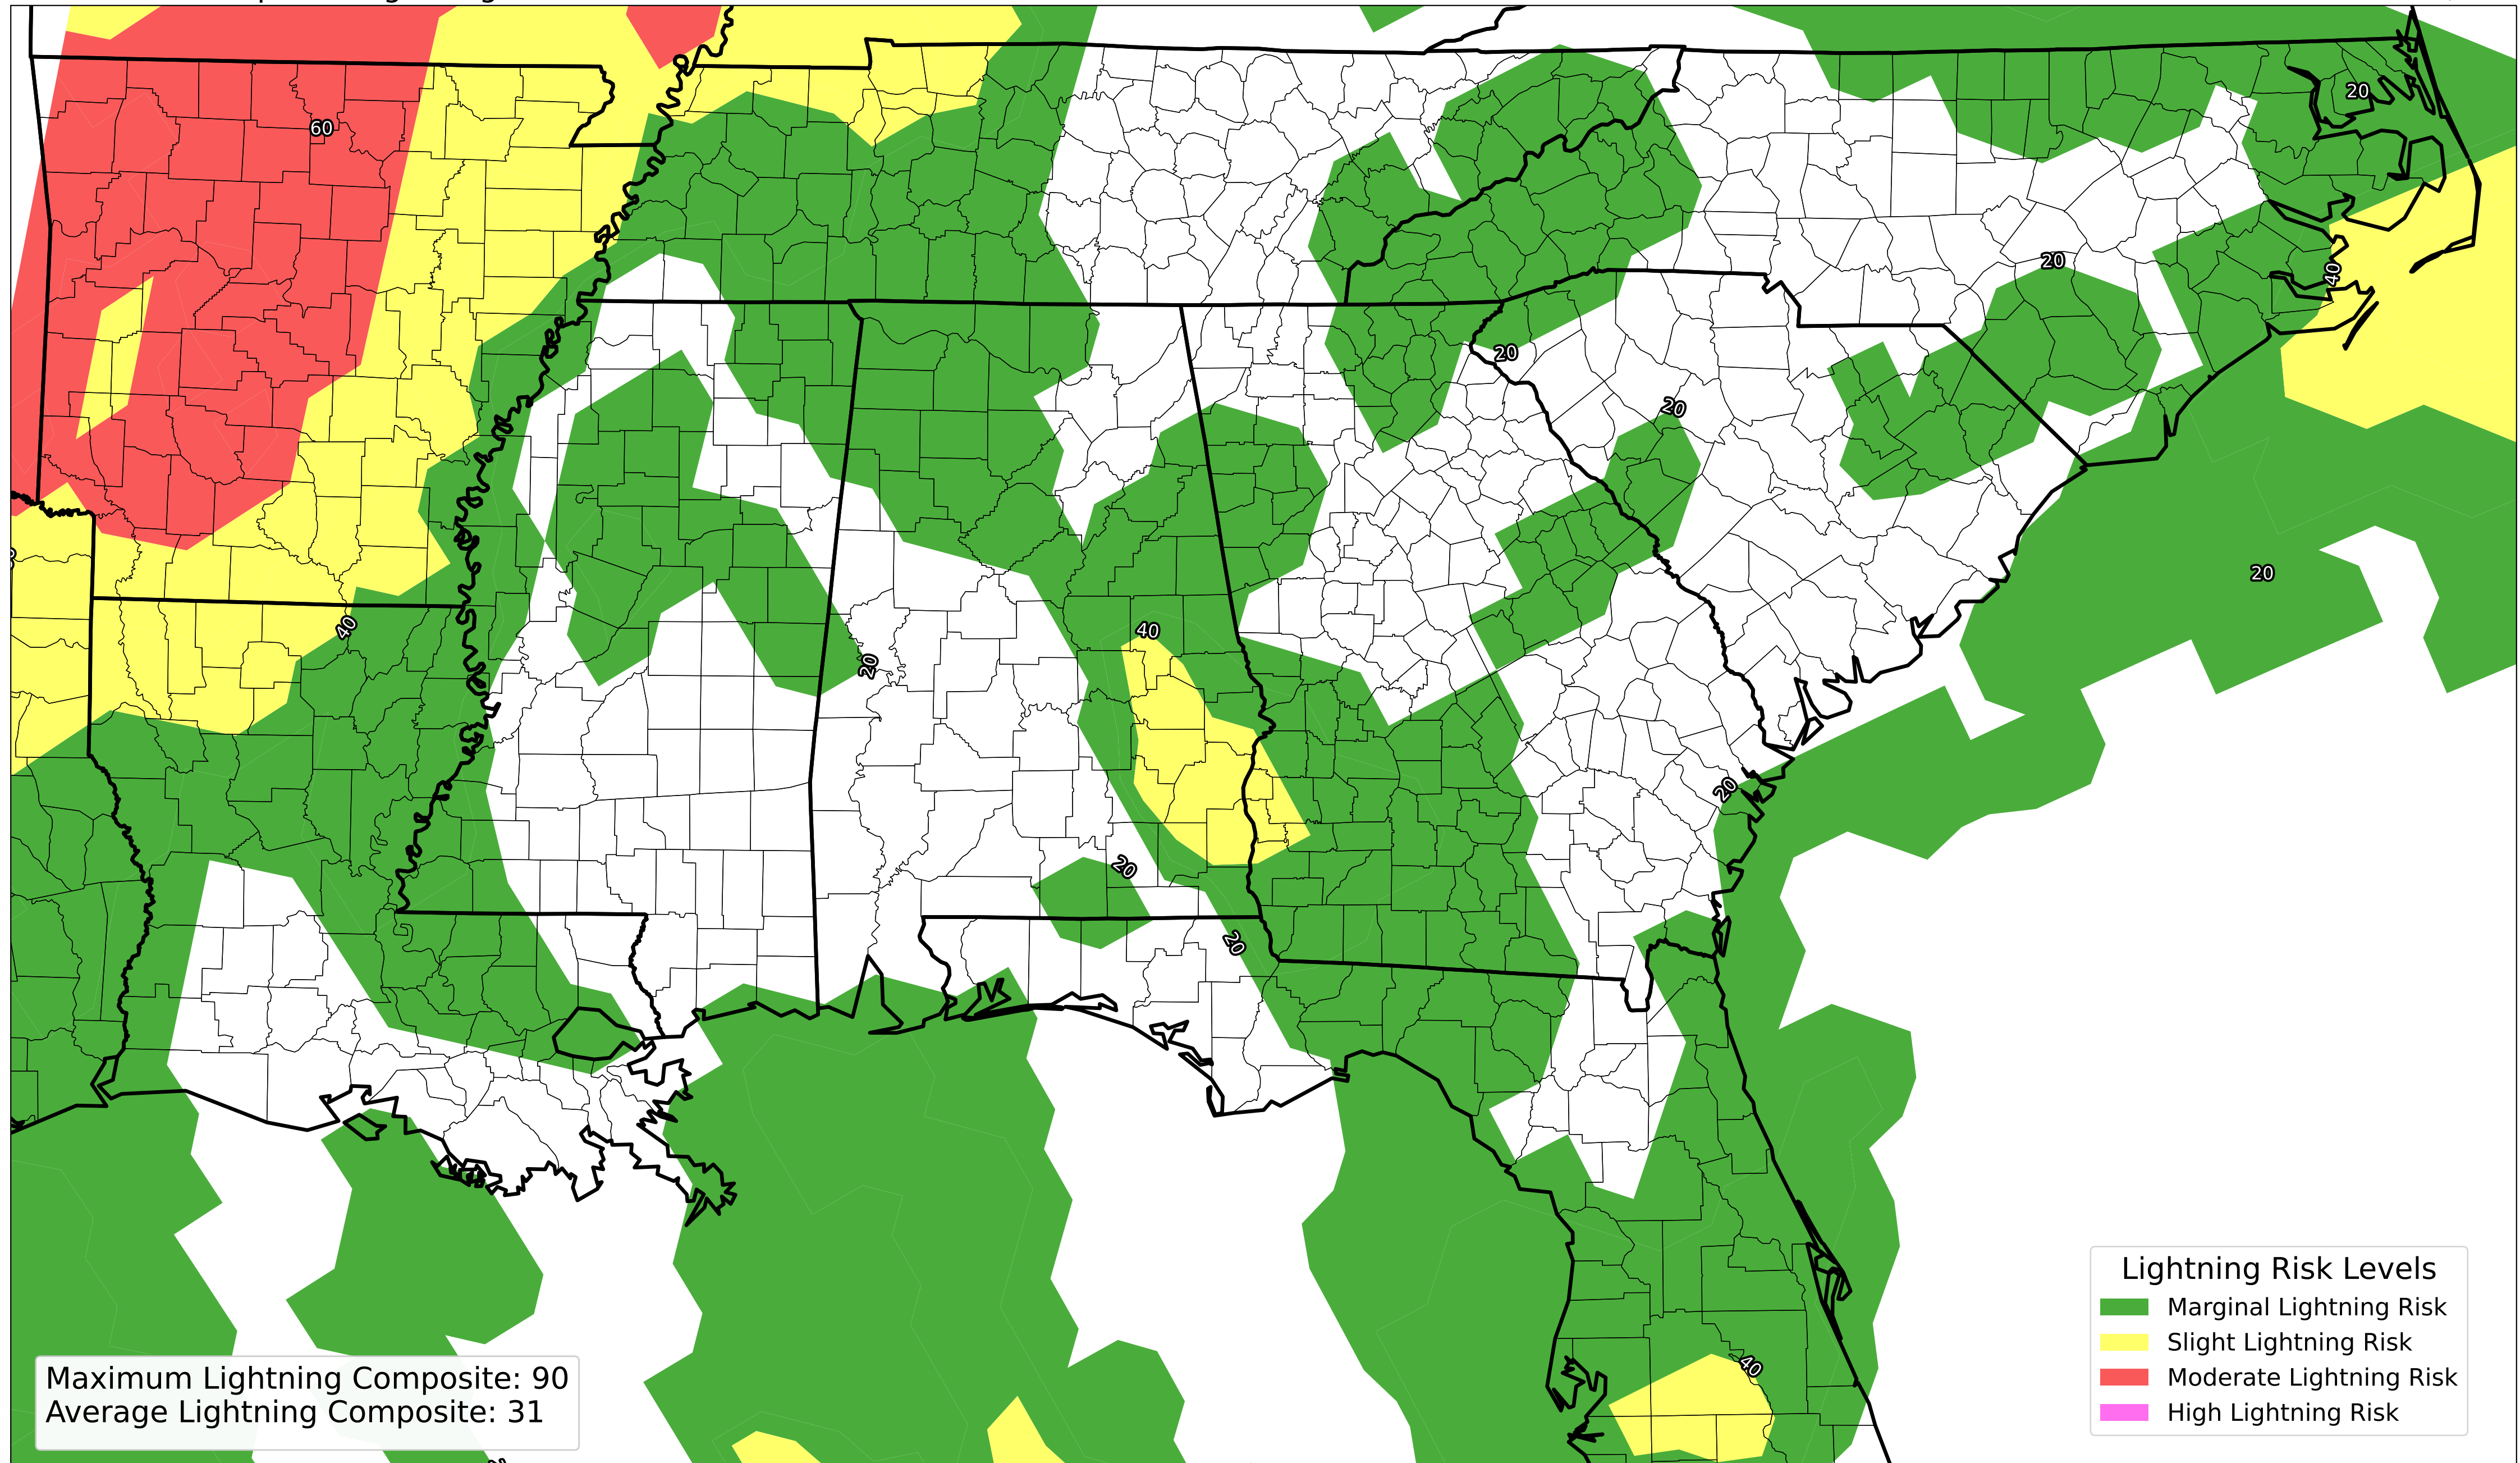 20
60
20
40
20
20
20
40
40
20
20
20
20
40
Lightning Risk Levels
Marginal Lightning Risk
Slight Lightning Risk
Moderate Lightning Risk
High Lightning Risk
Maximum Lightning Composite: 90
Average Lightning Composite: 31